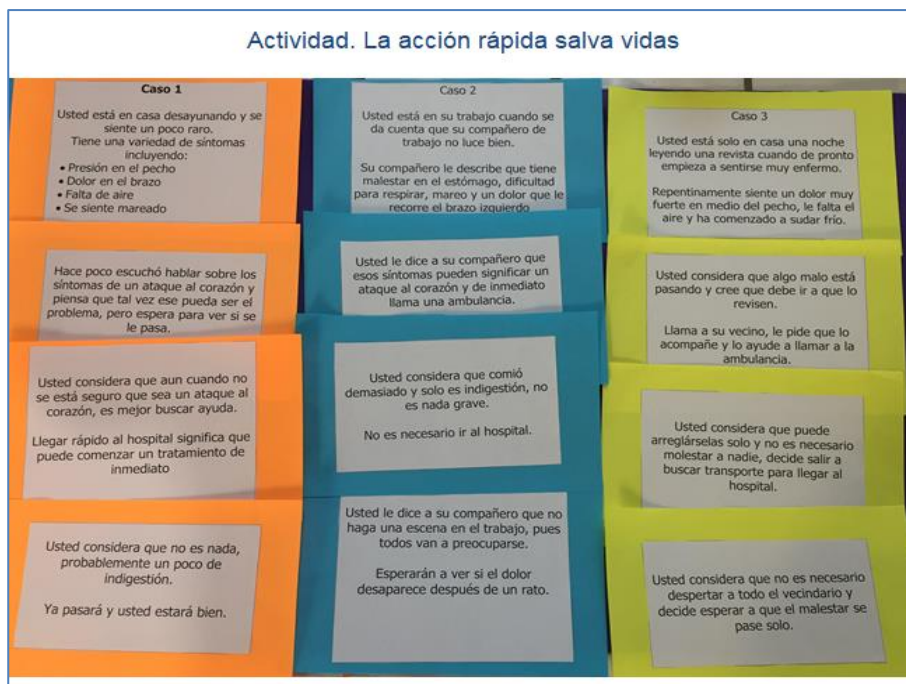 Actividad. La acción rápida salva vidas
Caso 1
Usted está en casa desayunando y se
siente un poco raro.
Tiene una variedad de síntomas
incluyendo:
• Presión en el pecho
• Dolor en el brazo
• Falta de aire
• Se siente mareado
Hace poco escuchó hablar sobre los
síntomas de un ataque al corazón y
piensa que tal vez ese pueda ser el
problema, pero espera para ver si se
le pasa.
Usted considera que aun cuando no
se está seguro que sea un ataque al
corazón, es mejor buscar ayuda.
Llegar rápido al hospital significa que
puede comenzar un tratamiento de
inmediato
Usted considera que no es nada,
probablemente un poco de
indigestión.
Ya pasará y usted estará bien.
Caso 2
Usted está en su trabajo cuando se
da cuenta que su compañero de
trabajo no luce bien.
Su compañero le describe que tiene
malestar en el estómago, dificultad
para respirar, mareo y un dolor que le
recorre el brazo izquierdo
Usted le dice a su compañero que
esos síntomas pueden significar un
ataque al corazón y de inmediato
llama una ambulancia.
Usted considera que comió
demasiado y solo es indigestión, no
es nada grave.
No es necesario ir al hospital.
Usted le dice a su compañero que no
haga una escena en el trabajo, pues
todos van a preocuparse.
Esperarán a ver si el dolor
desaparece después de un rato.
Caso 3
Usted está solo en casa una noche
leyendo una revista cuando de pronto
empieza a sentirse muy enfermo.
Repentinamente siente un dolor muy
fuerte en medio del pecho, le falta el
aire y ha comenzado a sudar frío.
Usted considera que algo malo está
pasando y cree que debe ir a que lo
revisen.
Llama a su vecino, le pide que lo
acompañe y lo ayude a llamar a la
ambulancia.
Usted considera que puede
arreglárselas solo y no es necesario
molestar a nadie, decide salir a
buscar transporte para llegar al
hospital.
Usted considera que no es necesario
despertar a todo el vecindario y
decide esperar a que el malestar se
pase solo.